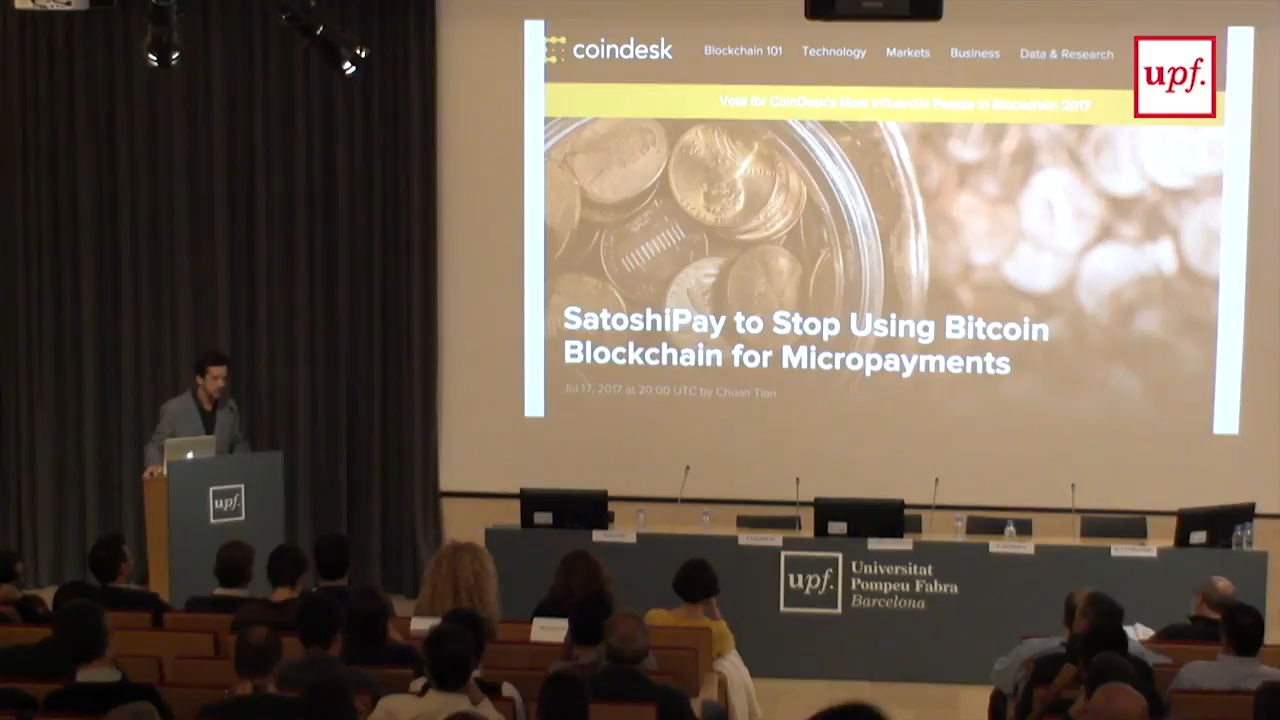 coindesk
Blockchain 101 Technology Markets Business Data & Research
upf.
Vote for CoinDesk's Most Influential People in Blockchain 2017
SatoshiPay to Stop Using Bitcoin
Blockchain for Micropayments
Jul 17, 2017 at 20:00 UTC by Chuan Tian
upf.
upf.
Universitat
Pompeu Fabra
Barcelona